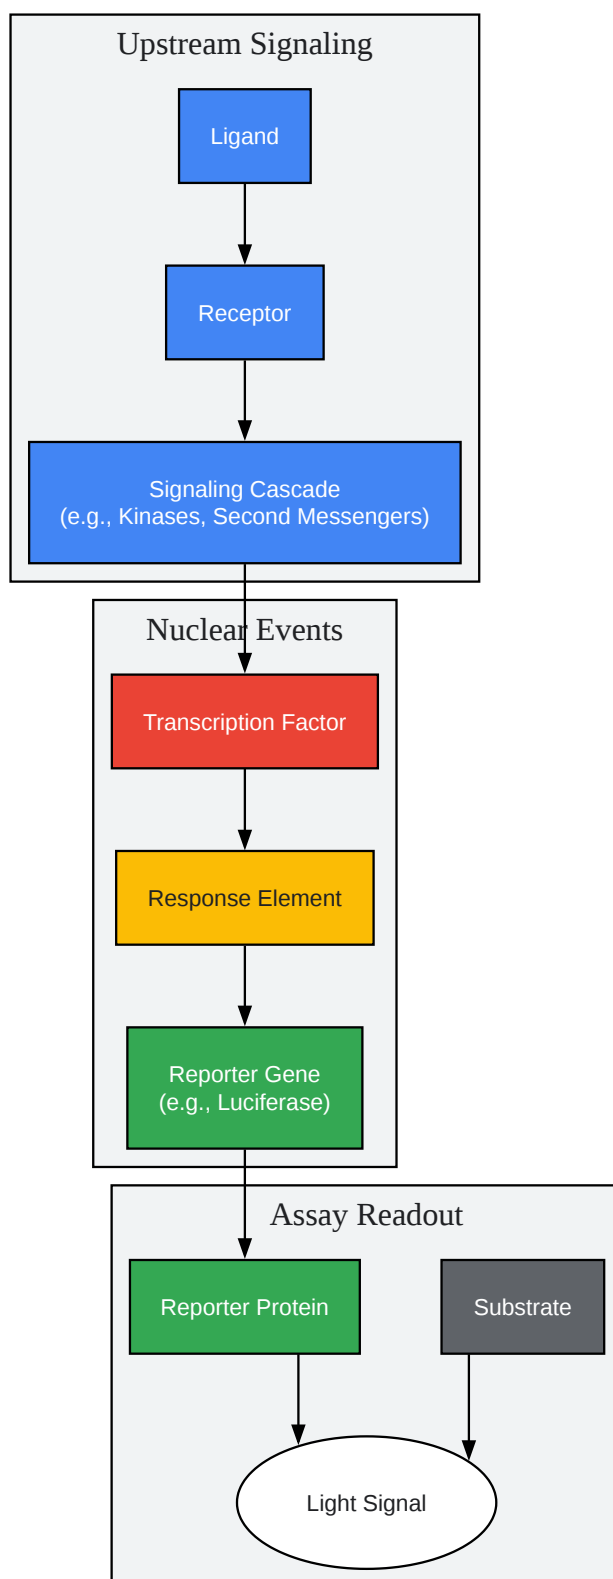 Upstream Signaling
Ligand
Receptor
Signaling Cascade
(e.g., Kinases, Second Messengers)
Nuclear Events
Transcription Factor
Response Element
Reporter Gene
(e.g., Luciferase)
Assay Readout
Reporter Protein
Substrate
Light Signal